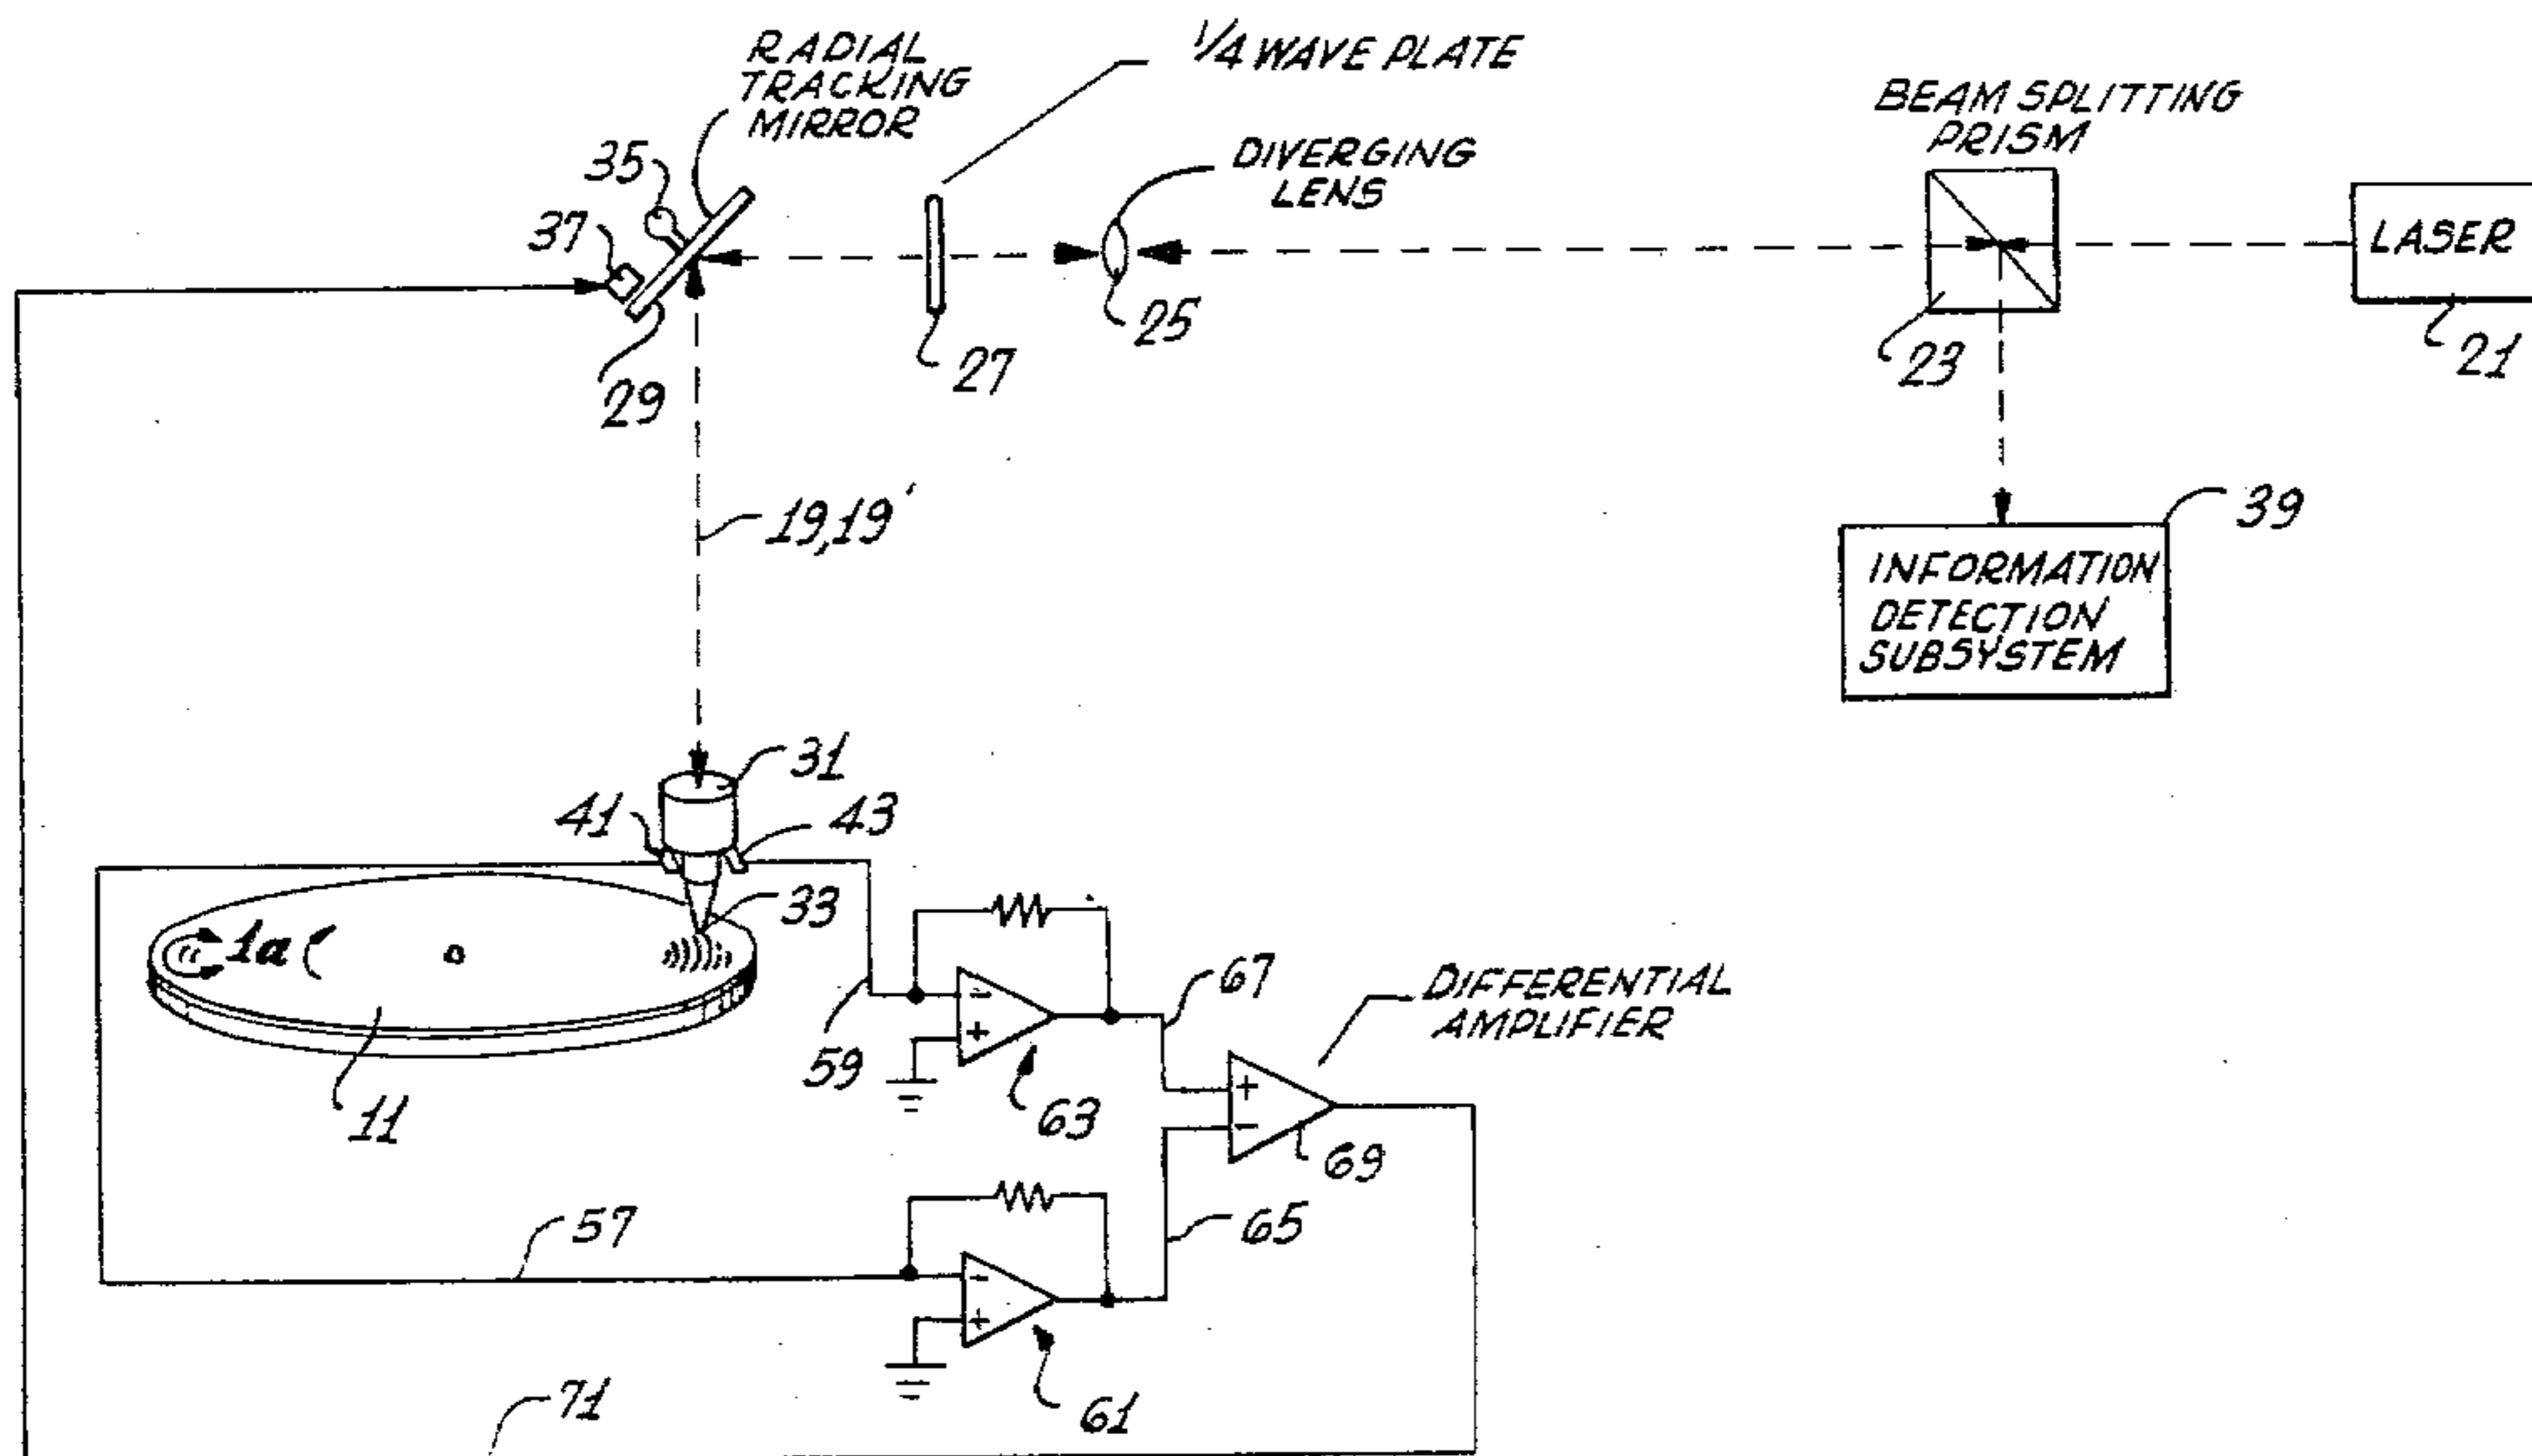 RADIAL
TRACKING
MIRROR
1/4 WAVE PLATE
BEAM SPLITTING
PRISM
DIVERGING
LENS
35
37
29
27
25
23
LASER
21
19,19'
39
INFORMATION
DETECTION
SUBSYSTEM
31
41
43
33
1a
11
59
-
+
63
67
DIFFERENTIAL
AMPLIFIER
+
-
69
57
65
-
+
61
71